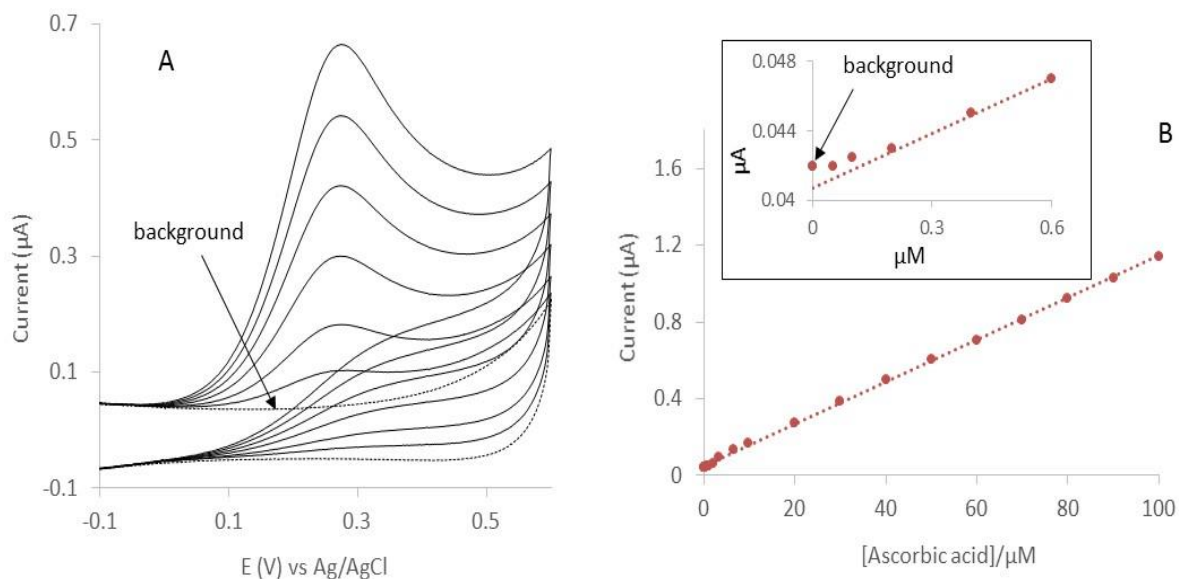 0.7
A
0.5
0.3
0.1
-0.1
background
Current (µA)
-0.1
0.1
0.3
0.5
E (V) vs Ag/AgCl
0.048
background
0.044
µA
0.04
0
0.3
0.6
µM
B
1.6
1.2
0.8
0.4
0
Current (µA)
0
20
40
60
80
100
[Ascorbic acid]/µM